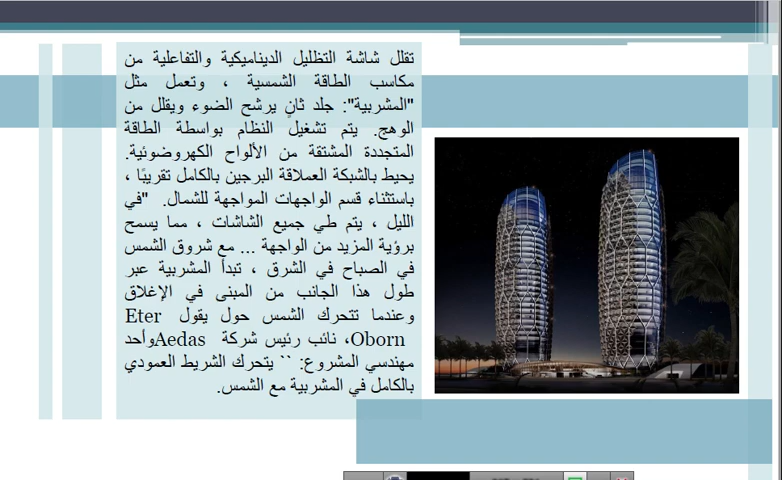 تقلل شاشة التظليل الديناميكية والتفاعلية من
مكاسب الطاقة الشمسية ، وتعمل مثل
"المشربية": جلد ثانٍ يرشح الضوء ويقلل من
الوهج. يتم تشغيل النظام بواسطة الطاقة
المتجددة المشتقة من الألواح الكهروضوئية.
يحيط بالشبكة العملاقة البرجين بالكامل تقريبًا ،
باستثناء قسم الواجهات المواجهة للشمال. "في
الليل ، يتم طي جميع الشاشات ، مما يسمح
برؤية المزيد من الواجهة ... مع شروق الشمس
في الصباح في الشرق ، تبدأ المشربية عبر
طول هذا الجانب من المبنى في الإغلاق
وعندما تتحرك الشمس حول يقول Eter
Oborn، نائب رئيس شركة Aedas وأحد
مهندسي المشروع: `` يتحرك الشريط العمودي
بالكامل في المشربية مع الشمس.